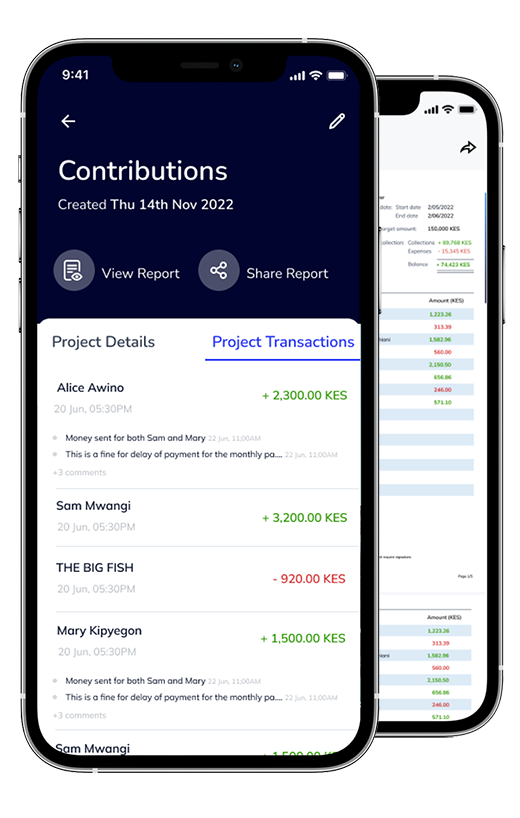 9:41
Contributions
Created Thu 14th Nov 2022
View Report
Share Report
Project Details
Project Transactions
Alice Awino
+ 2,300.00 KES
20 Jun, 05:30PM
Money sent for both Sam and Mary 22 jun, 11:00AM
This is a fine for delay of payment for the monthly pa.... 22 jun, 11:00AM
+3 comments
Sam Mwangi
+ 3,200.00 KES
20 Jun, 05:30PM
THE BIG FISH
- 920.00 KES
20 Jun, 05:30PM
Mary Kipyegon
+ 1,500.00 KES
20 Jun, 05:30PM
Money sent for both Sam and Mary 22 jun, 11:00AM
This is a fine for delay of payment for the monthly pa.... 22 jun, 11:00AM
+3 comments
Sam Mwangi
+ 1,500.00 KES
date: Start date 2/05/2022
End date 2/06/2022
target amount: 150,000 KES
collection: Collections + 89,768 KES
Expenses - 15,345 KES
Balance + 74,423 KES
Amount (KES)
1,223.26
313.39
1,582.96
560.00
2,150.50
656.86
246.00
571.10
not require signature.
Page 1/5
Amount (KES)
1,223.26
313.39
1,582.96
560.00
2,150.50
656.86
246.00
571.10